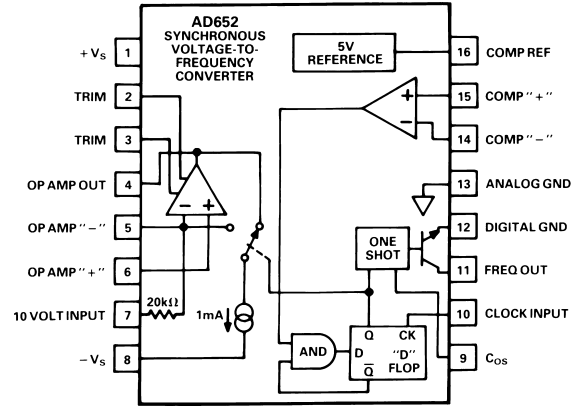 AD652
SYNCHRONOUS
VOLTAGE-TO-
FREQUENCY
CONVERTER
5V
REFERENCE
+VS 1
TRIM 2
TRIM 3
OP AMP OUT 4
OP AMP "−" 5
OP AMP "+" 6
10 VOLT INPUT 7
−VS 8
16 COMP REF
15 COMP "+"
14 COMP "−"
13 ANALOG GND
12 DIGITAL GND
11 FREQ OUT
10 CLOCK INPUT
9 COS
+
−
− +
20kΩ
1mA
ONE
SHOT
AND
Q CK
D "D"
Q̅ FLOP